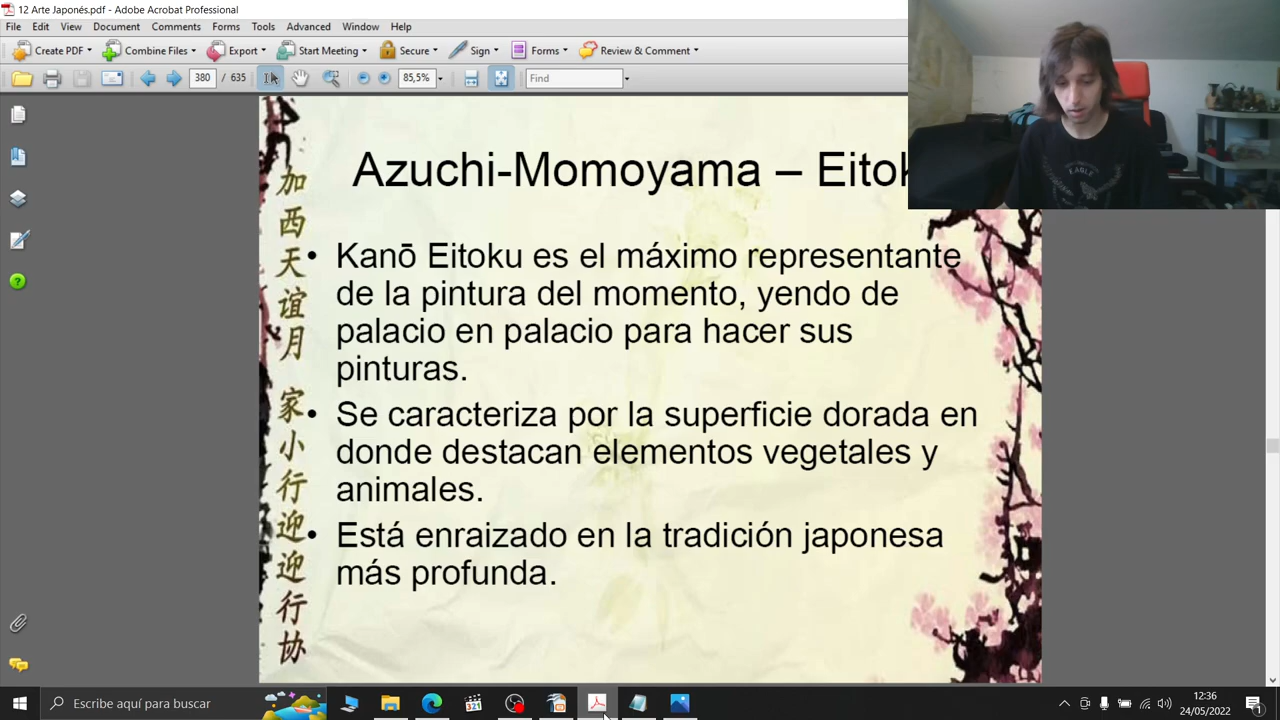 12 Arte Japonés.pdf - Adobe Acrobat Professional
File Edit View Document Comments Forms Tools Advanced Window Help
Create PDF Combine Files Export Start Meeting Secure Sign Forms Review & Comment
380 / 635 85,5% Find
Azuchi-Momoyama – Eitok
• Kanō Eitoku es el máximo representante
de la pintura del momento, yendo de
palacio en palacio para hacer sus
pinturas.
• Se caracteriza por la superficie dorada en
donde destacan elementos vegetales y
animales.
• Está enraizado en la tradición japonesa
más profunda.
加
西
天
谊
月
家
小
行
迎
迎
行
协
EAGLE
Escribe aquí para buscar
321
12:36
24/05/2022
1